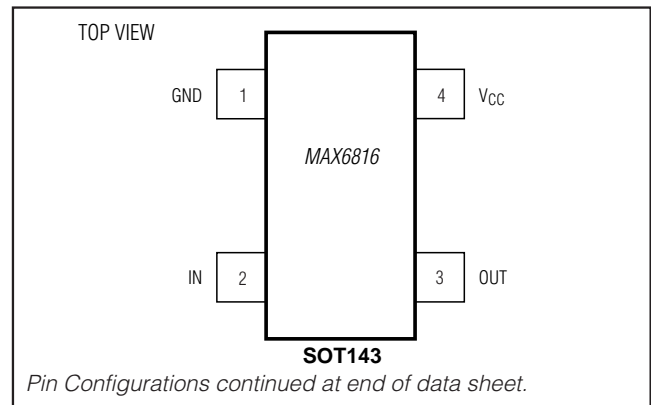 TOP VIEW
GND 1 4 VCC
MAX6816
IN 2 3 OUT
SOT143
Pin Configurations continued at end of data sheet.